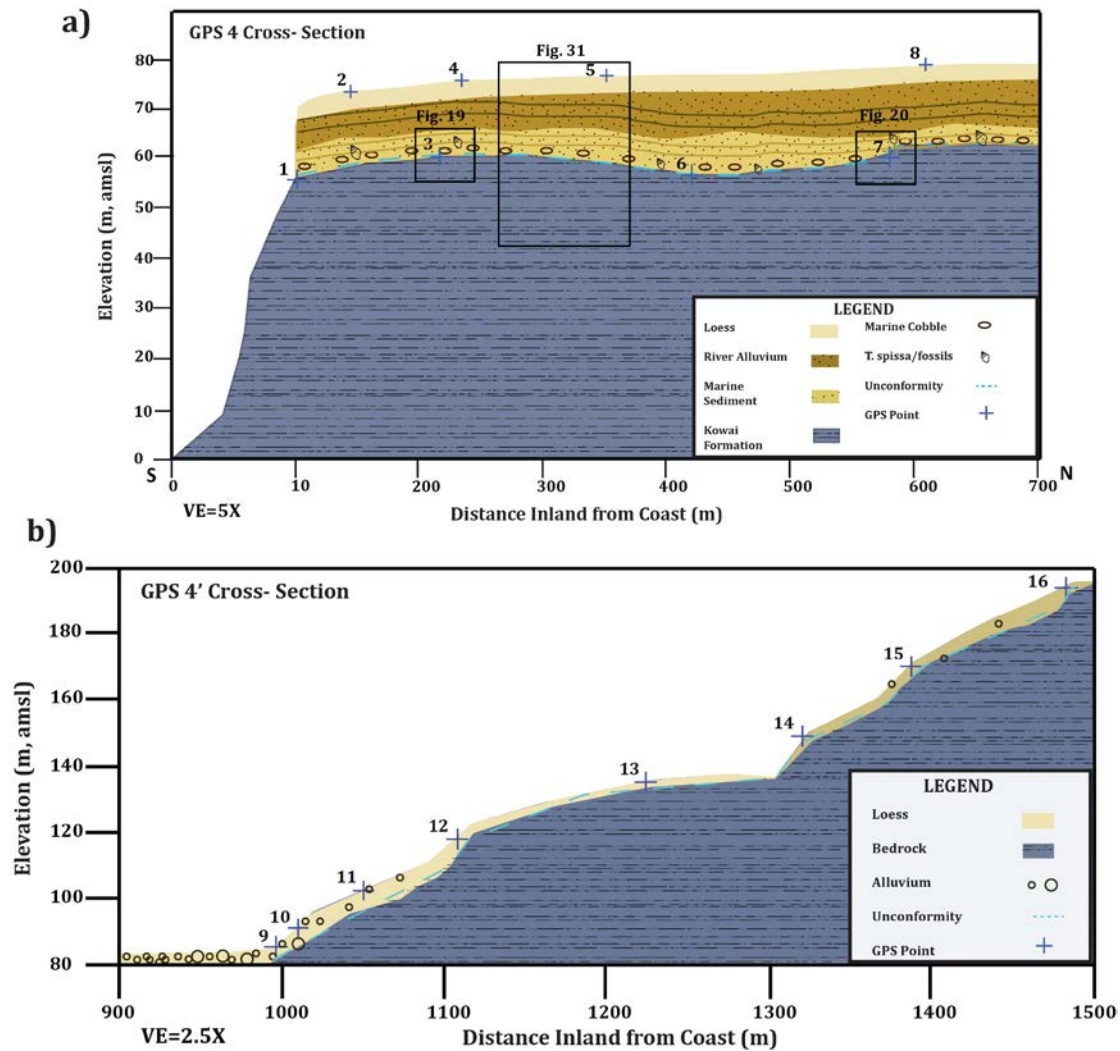 a)
GPS 4 Cross- Section
Fig. 31
Fig. 19
Fig. 20
1
2
3
4
5
6
7
8
Elevation (m, amsl)
80
70
60
50
40
30
20
10
0
S
N
0
10
200
300
400
500
600
700
VE=5X
Distance Inland from Coast (m)
LEGEND
Loess
River Alluvium
Marine
Sediment
Kowai
Formation
Marine Cobble
T. spissa/fossils
Unconformity
GPS Point
b)
GPS 4' Cross- Section
Elevation (m, amsl)
200
180
160
140
120
100
80
9
10
11
12
13
14
15
16
900
1000
1100
1200
1300
1400
1500
VE=2.5X
Distance Inland from Coast (m)
LEGEND
Loess
Bedrock
Alluvium
Unconformity
GPS Point